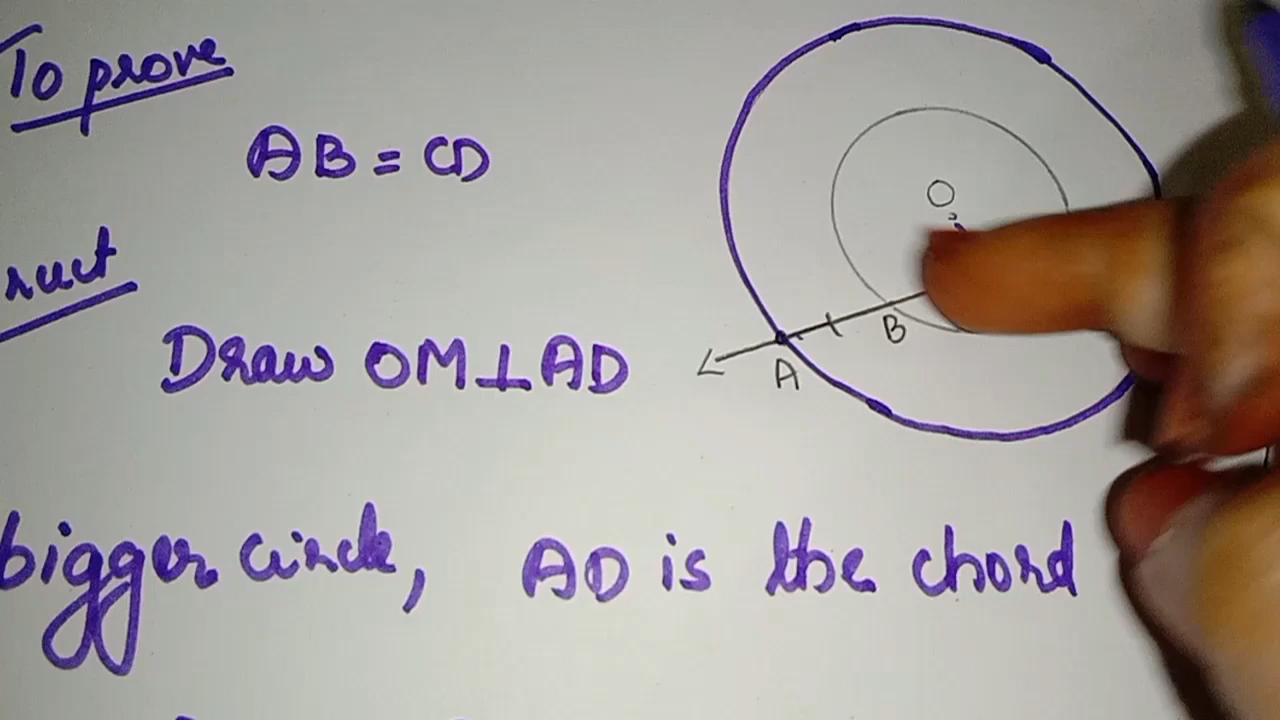 To prove
AB = CD
ruct
Draw OM⊥AD
bigger circle, AD is the chord
O
B
A